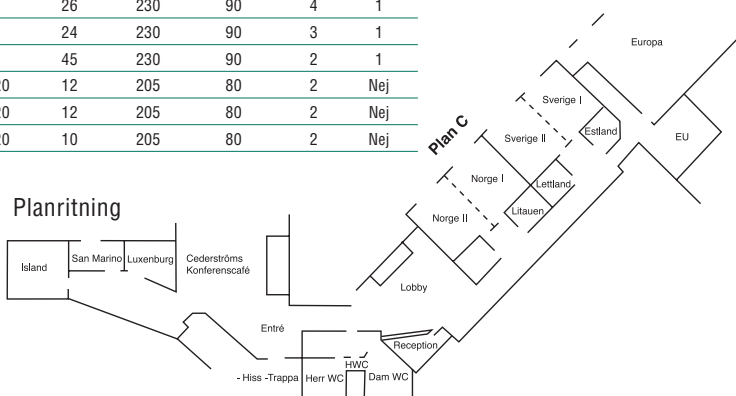 26 230 90 4 1
24 230 90 3 1
45 230 90 2 1
20 12 205 80 2 Nej
20 12 205 80 2 Nej
20 10 205 80 2 Nej
Planritning
Plan C
Europa
Sverige I
Sverige II
Estland
EU
Norge I
Lettland
Norge II
Litauen
Island
San Marino
Luxenburg
Cederströms
Konferenscafé
Lobby
Entré
Reception
- Hiss -Trappa
Herr WC
HWC
Dam WC